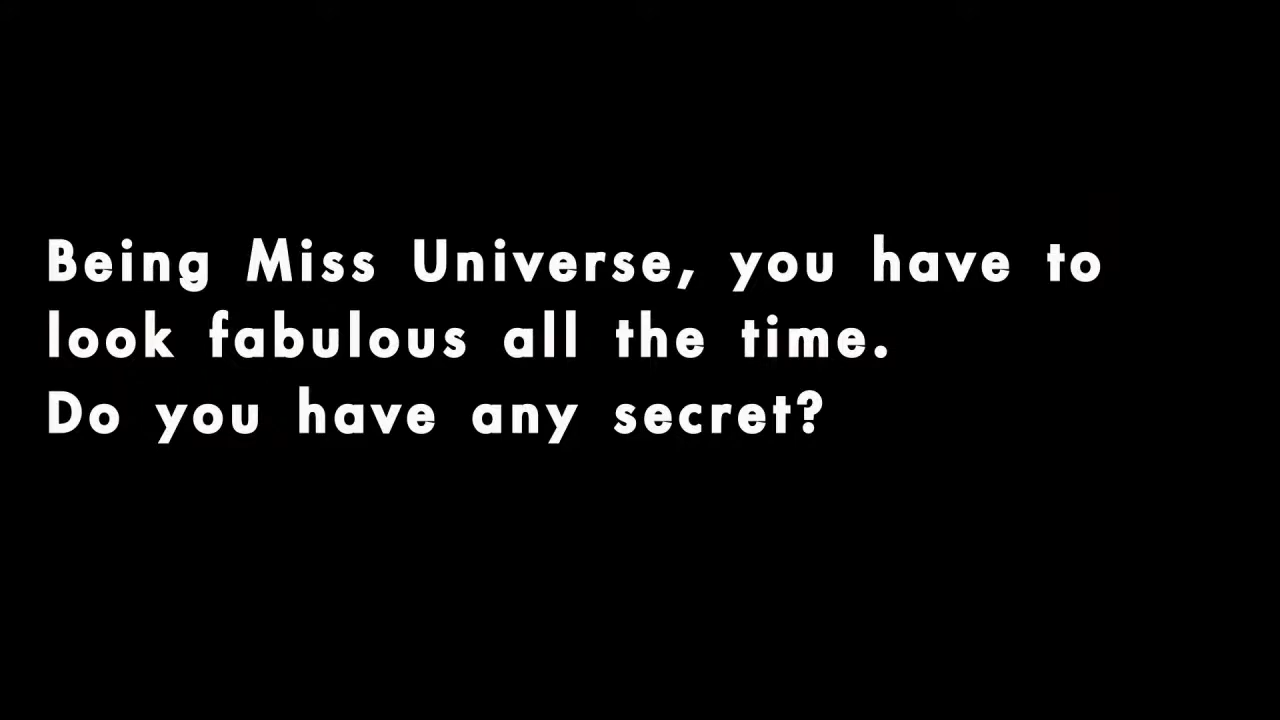 Being Miss Universe, you have to
look fabulous all the time.
Do you have any secret?